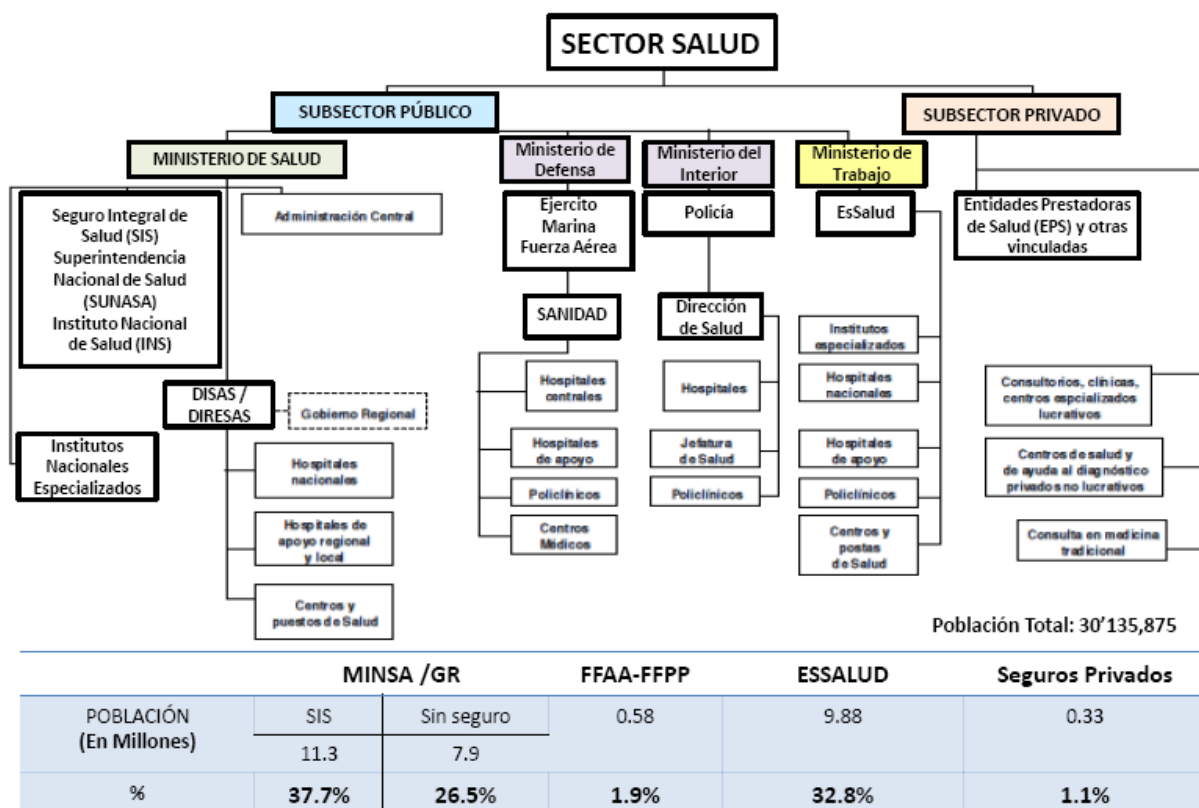 SECTOR SALUD
SUBSECTOR PÚBLICO
SUBSECTOR PRIVADO
MINISTERIO DE SALUD
Ministerio de
Defensa
Ministerio del
Interior
Ministerio de
Trabajo
Seguro Integral de
Salud (SIS)
Superintendencia
Nacional de Salud
(SUNASA)
Instituto Nacional
de Salud (INS)
Administración Central
Ejercito
Marina
Fuerza Aérea
Policía
EsSalud
Entidades Prestadoras
de Salud (EPS) y otras
vinculadas
SANIDAD
Dirección
de Salud
Institutos
especializados
DISAS /
DIRESAS
Gobierno Regional
Hospitales
centrales
Hospitales
Hospitales
nacionales
Consultorios, clínicas,
centros espcializados
lucrativos
Institutos
Nacionales
Especializados
Hospitales
nacionales
Hospitales
de apoyo
Jefatura
de Salud
Hospitales
de apoyo
Centros de salud y
de ayuda al diagnóstico
privados no lucrativos
Policlínicos
Policlínicos
Policlínicos
Hospitales de
apoyo regional
y local
Centros
Médicos
Centros y
postas
de Salud
Consulta en medicina
tradicional
Centros y
puestos de Salud
Población Total: 30’135,875
MINSA /GR FFAA-FFPP ESSALUD Seguros Privados
POBLACIÓN SIS Sin seguro 0.58 9.88 0.33
(En Millones)
11.3 7.9
% 37.7% 26.5% 1.9% 32.8% 1.1%